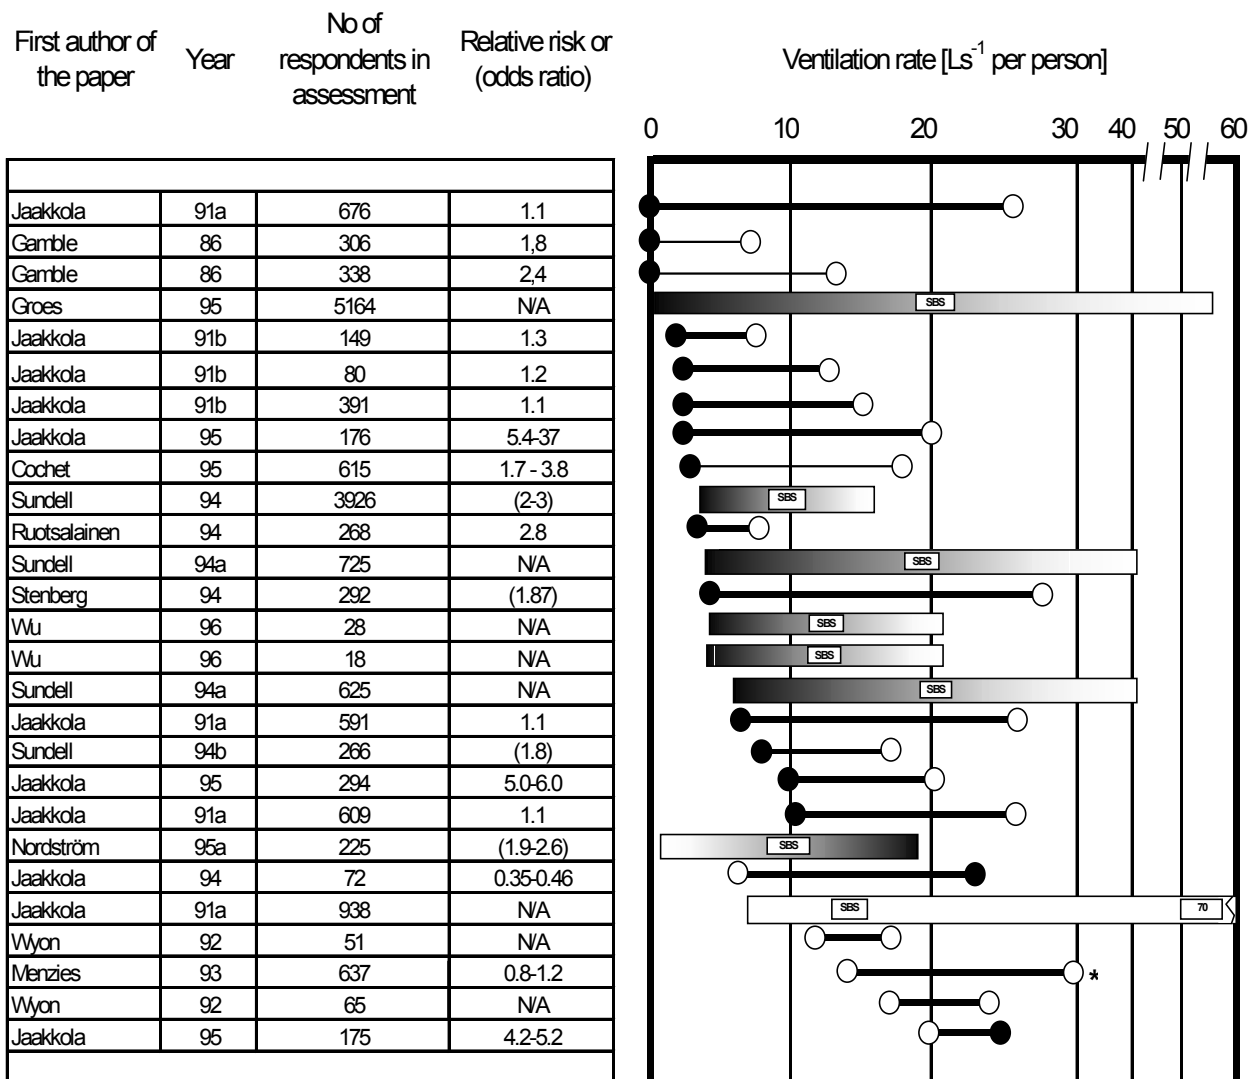 First author of the paper Year No of respondents in assessment Relative risk or (odds ratio) Ventilation rate [Ls-1 per person]
0 10 20 30 40 50 60
Jaakkola 91a 676 1.1
Gamble 86 306 1,8
Gamble 86 338 2,4
Groes 95 5164 N/A SBS
Jaakkola 91b 149 1.3
Jaakkola 91b 80 1.2
Jaakkola 91b 391 1.1
Jaakkola 95 176 5.4-37
Cochet 95 615 1.7 - 3.8
Sundell 94 3926 (2-3) SBS
Ruotsalainen 94 268 2.8
Sundell 94a 725 N/A SBS
Stenberg 94 292 (1.87)
Wu 96 28 N/A SBS
Wu 96 18 N/A SBS
Sundell 94a 625 N/A SBS
Jaakkola 91a 591 1.1
Sundell 94b 266 (1.8)
Jaakkola 95 294 5.0-6.0
Jaakkola 91a 609 1.1
Nordström 95a 225 (1.9-2.6) SBS
Jaakkola 94 72 0.35-0.46
Jaakkola 91a 938 N/A SBS 70
Wyon 92 51 N/A
Menzies 93 637 0.8-1.2 *
Wyon 92 65 N/A
Jaakkola 95 175 4.2-5.2